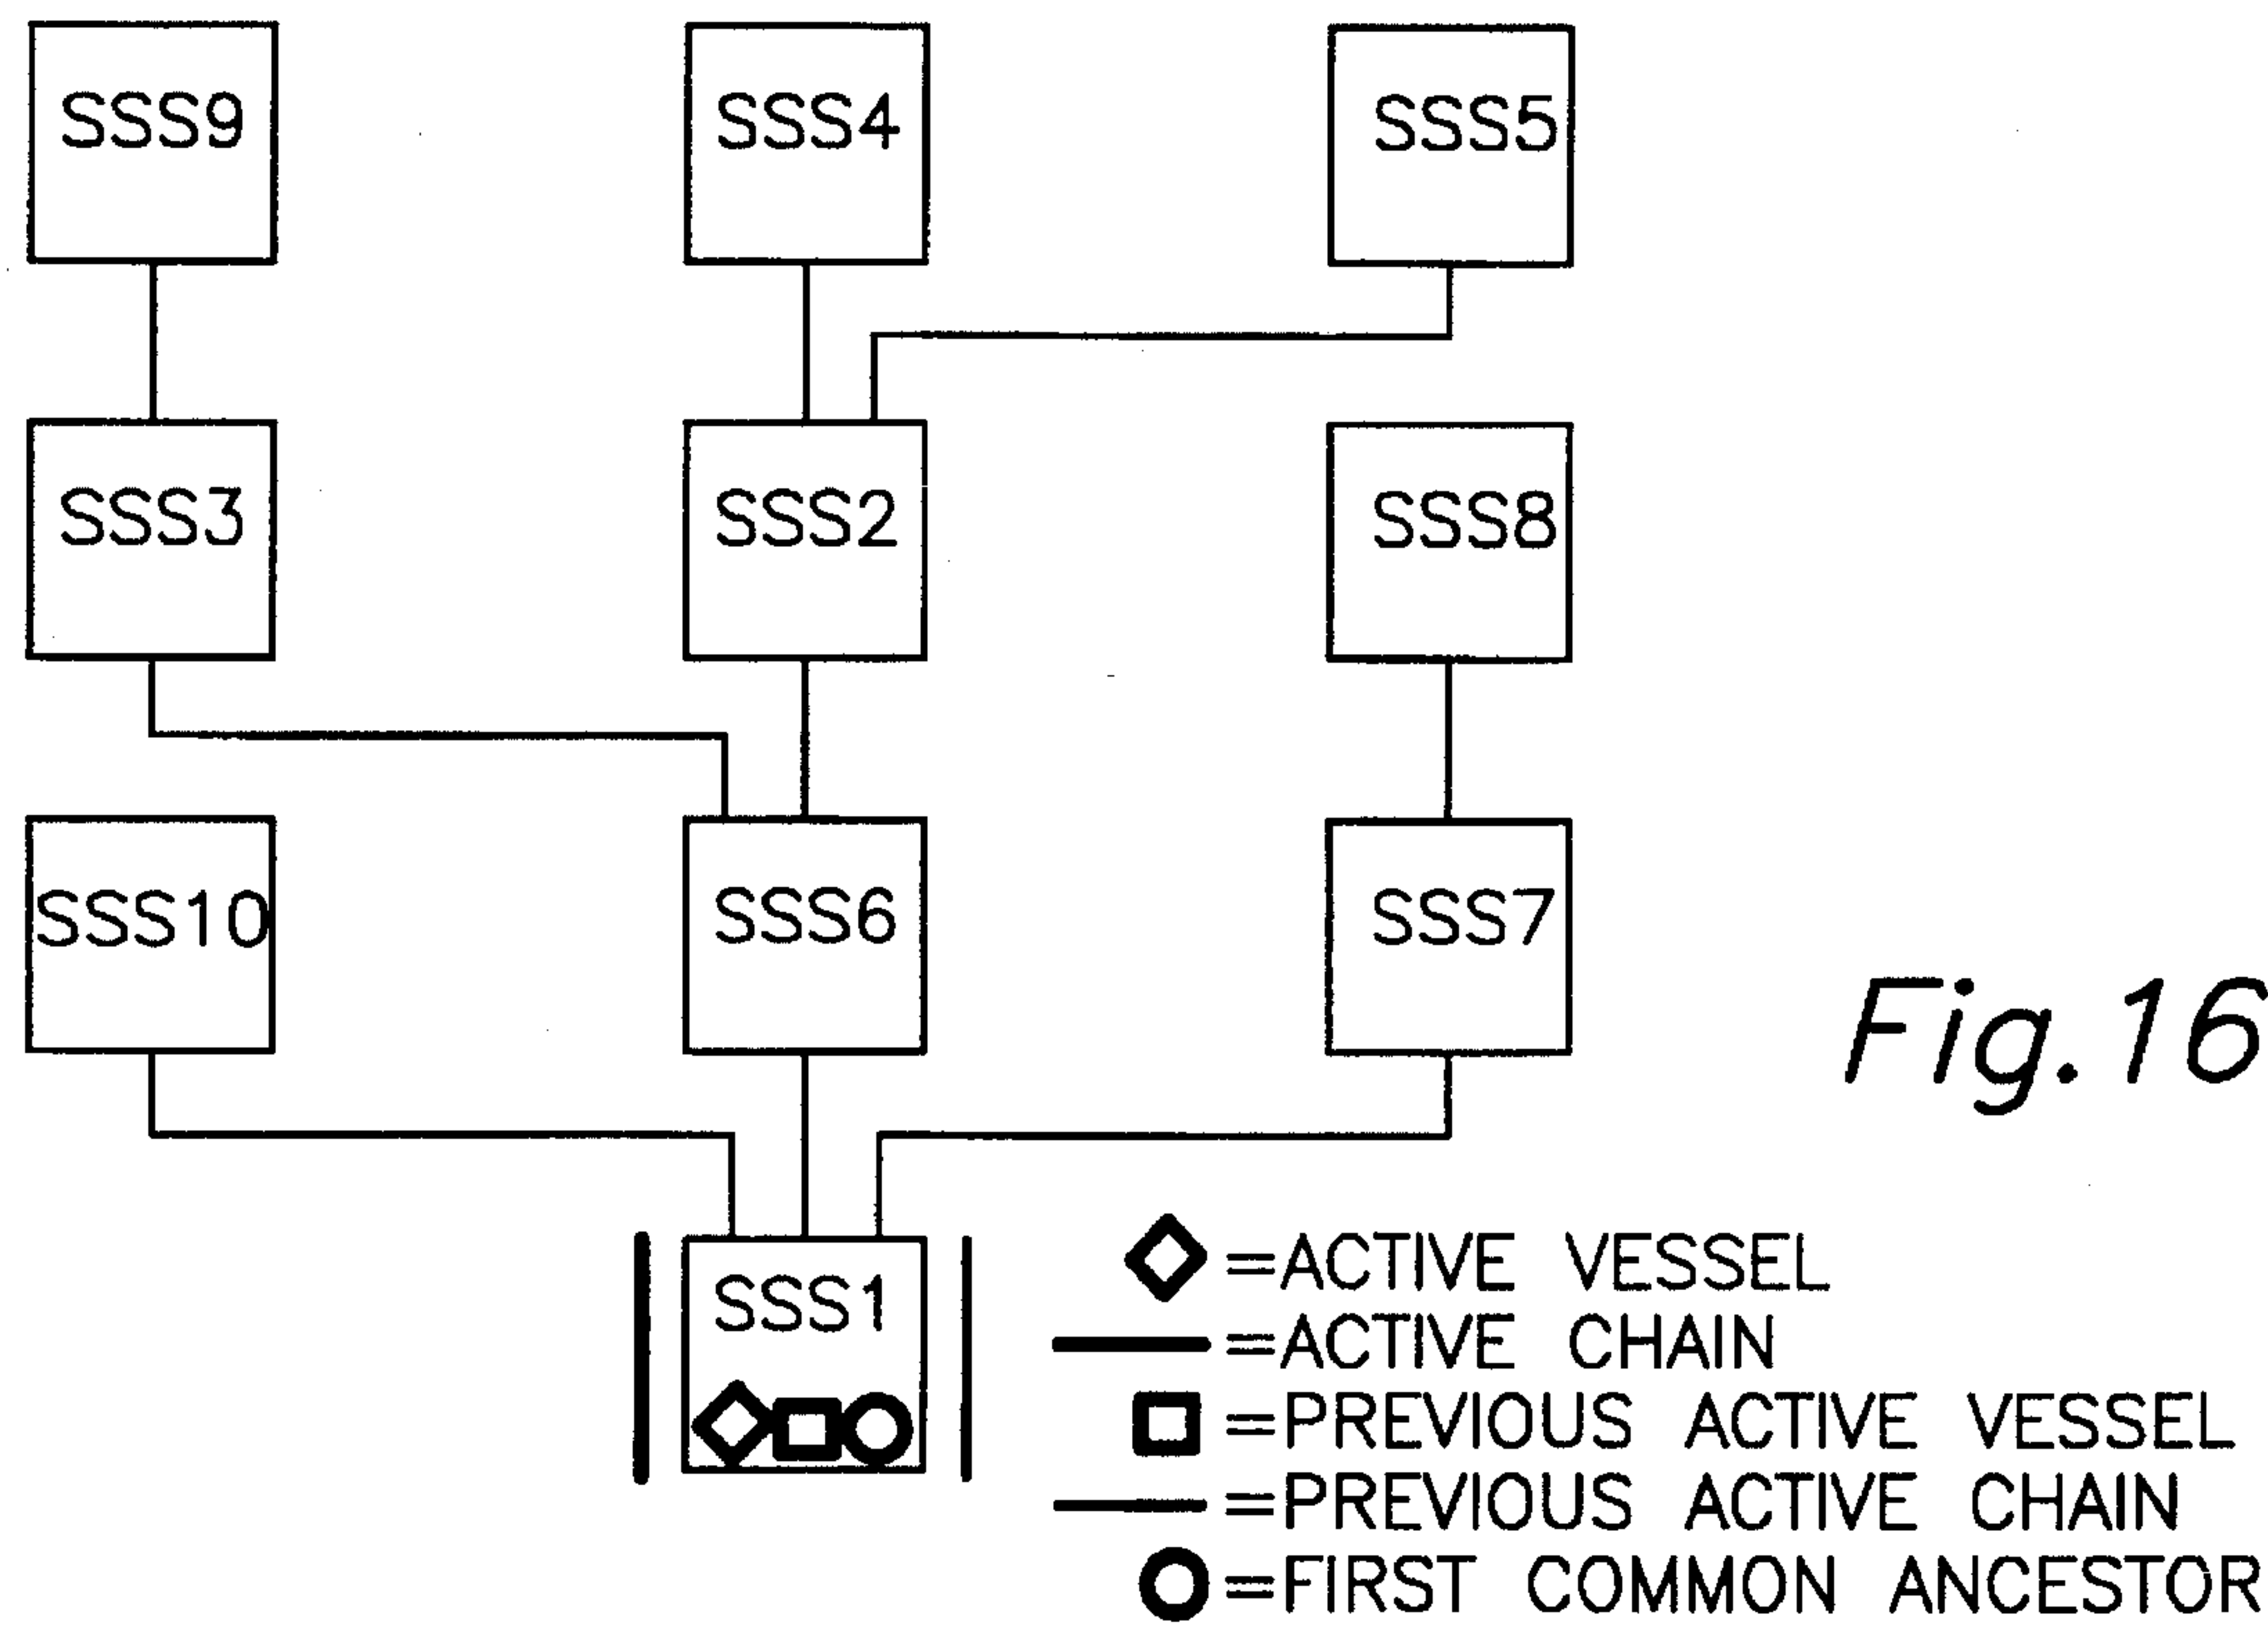 SSS9
SSS4
SSS5
SSS3
SSS2
SSS8
SSS10
SSS6
SSS7
Fig.16
SSS1
=ACTIVE VESSEL
=ACTIVE CHAIN
=PREVIOUS ACTIVE VESSEL
=PREVIOUS ACTIVE CHAIN
=FIRST COMMON ANCESTOR